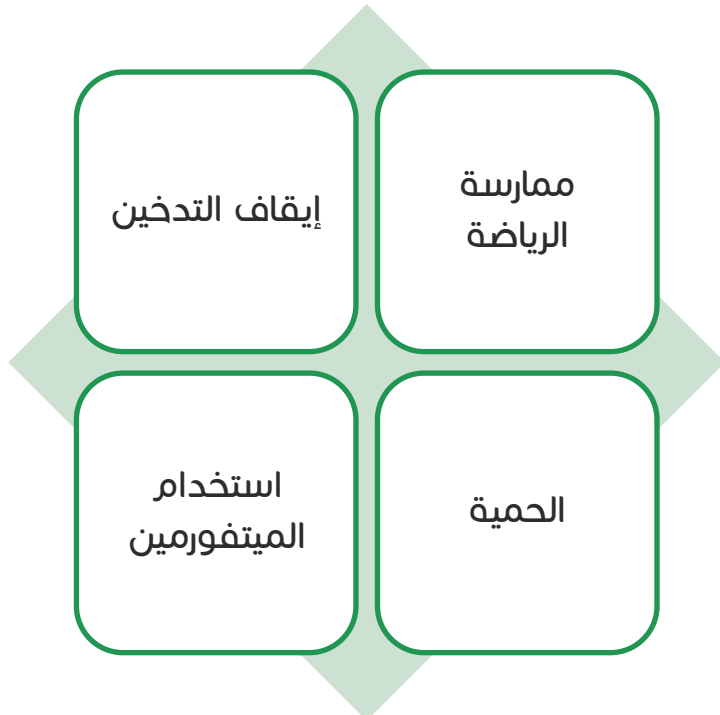 ممارسة
الرياضة
إيقاف التدخين
الحمية
استخدام
الميتفورمين